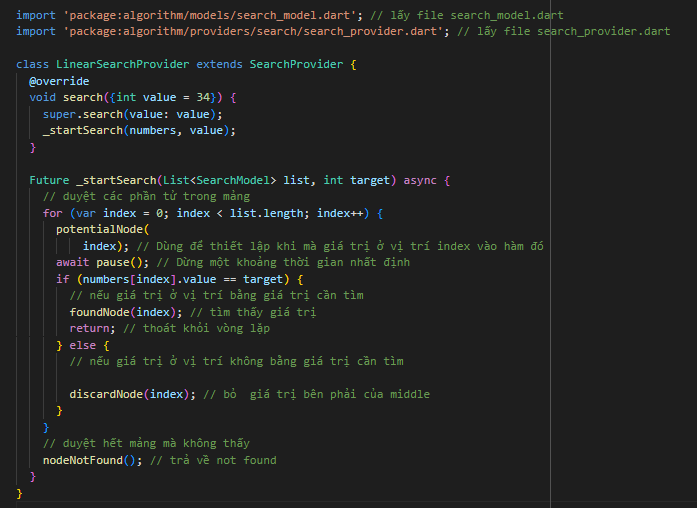 import 'package:algorithm/models/search_model.dart'; // lấy file search_model.dart
import 'package:algorithm/providers/search/search_provider.dart'; // lấy file search_provider.dart

class LinearSearchProvider extends SearchProvider {
  @override
  void search({int value = 34}) {
    super.search(value: value);
    _startSearch(numbers, value);
  }

  Future _startSearch(List<SearchModel> list, int target) async {
    // duyệt các phần tử trong mảng
    for (var index = 0; index < list.length; index++) {
      potentialNode(
          index); // Dùng để thiết lập khi mà giá trị ở vị trí index vào hàm đó
      await pause(); // Dừng một khoảng thời gian nhất định
      if (numbers[index].value == target) {
        // nếu giá trị ở vị trí bằng giá trị cần tìm
        foundNode(index); // tìm thấy giá trị
        return; // thoát khỏi vòng lặp
      } else {
        // nếu giá trị ở vị trí không bằng giá trị cần tìm

        discardNode(index); // bỏ  giá trị bên phải của middle
      }
    }
    // duyệt hết mảng mà không thấy
    nodeNotFound(); // trả về not found
  }
}